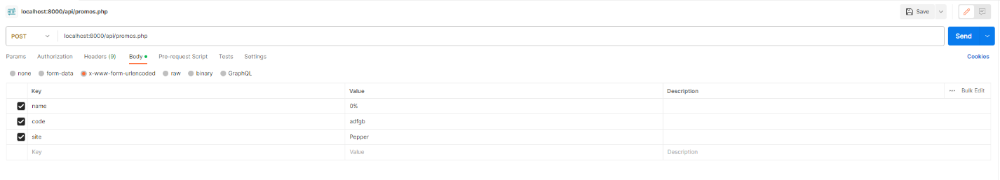 HTTP localhost:8000/api/promos.php Save
POST localhost:8000/api/promos.php Send
Params Authorization Headers (9) Body Pre-request Script Tests Settings Cookies
none form-data x-www-form-urlencoded raw binary GraphQL
Key Value Description ••• Bulk Edit
name 0%
code adfgb
site Pepper
Key Value Description